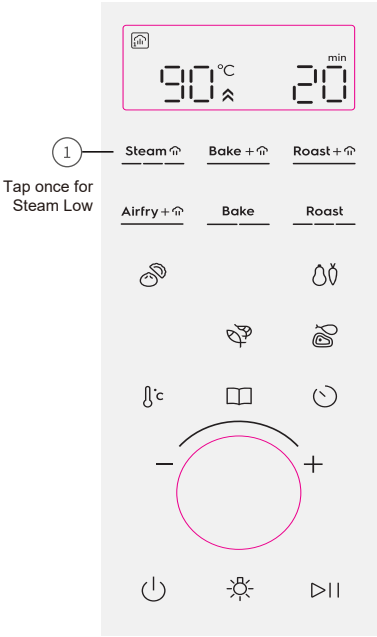 min
90°C 20
1 Steam Bake + Roast +
Tap once for
Steam Low
Airfry + Bake Roast
°C
− +